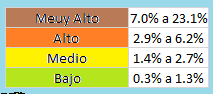 Meuy Alto 7.0% a 23.1%
Alto 2.9% a 6.2%
Medio 1.4% a 2.7%
Bajo 0.3% a 1.3%